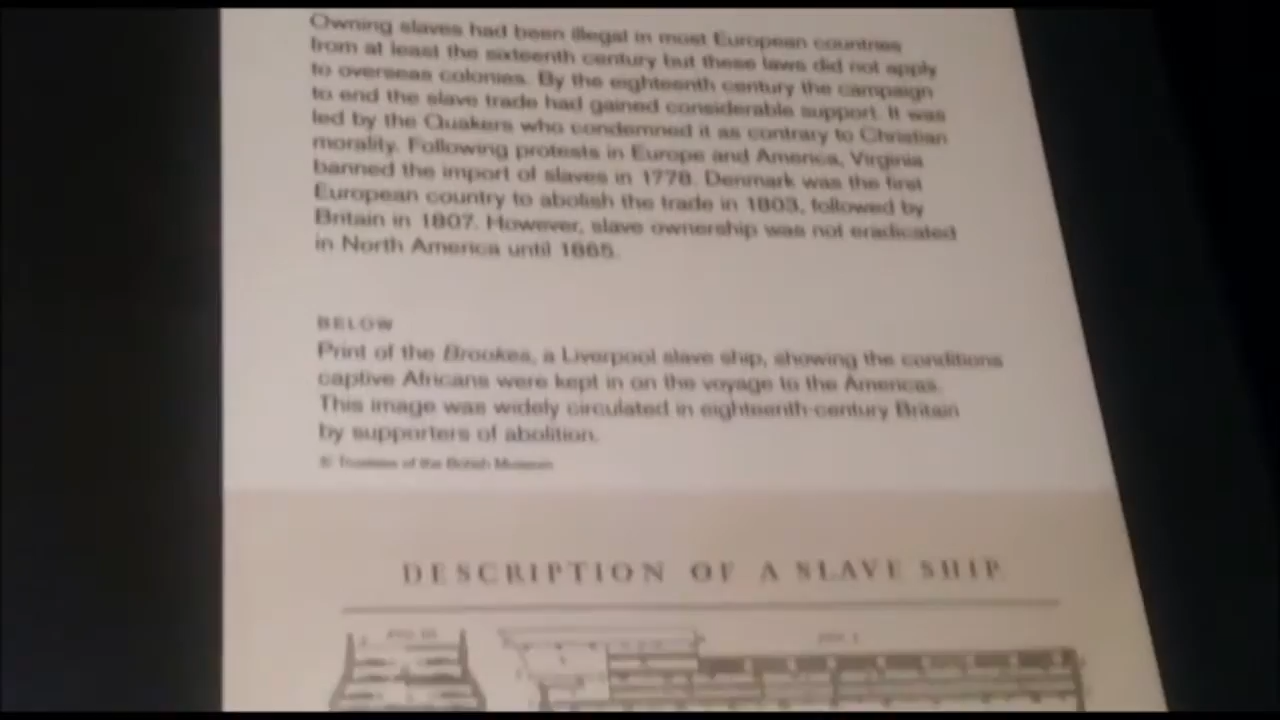 Owning slaves had been illegal in most European countries
from at least the sixteenth century but these laws did not apply
to overseas colonies. By the eighteenth century the campaign
to end the slave trade had gained considerable support. It was
led by the Quakers who condemned it as contrary to Christian
morality. Following protests in Europe and America, Virginia
banned the import of slaves in 1778. Denmark was the first
European country to abolish the trade in 1803, followed by
Britain in 1807. However, slave ownership was not eradicated
in North America until 1865.
BELOW
Print of the Brookes, a Liverpool slave ship, showing the conditions
captive Africans were kept in on the voyage to the Americas.
This image was widely circulated in eighteenth-century Britain
by supporters of abolition.
© Trustees of the British Museum
DESCRIPTION OF A SLAVE SHIP